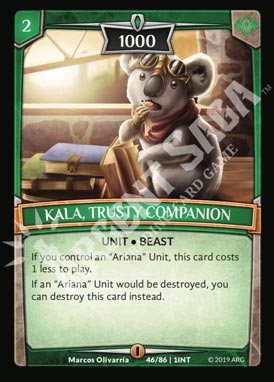 2
1000
KALA, TRUSTY COMPANION
UNIT • BEAST
If you control an “Ariana” Unit, this card costs
1 less to play.
If an “Ariana” Unit would be destroyed, you
can destroy this card instead.
Marcos Olivarría 46/86 | 1INT © 2019 ARG